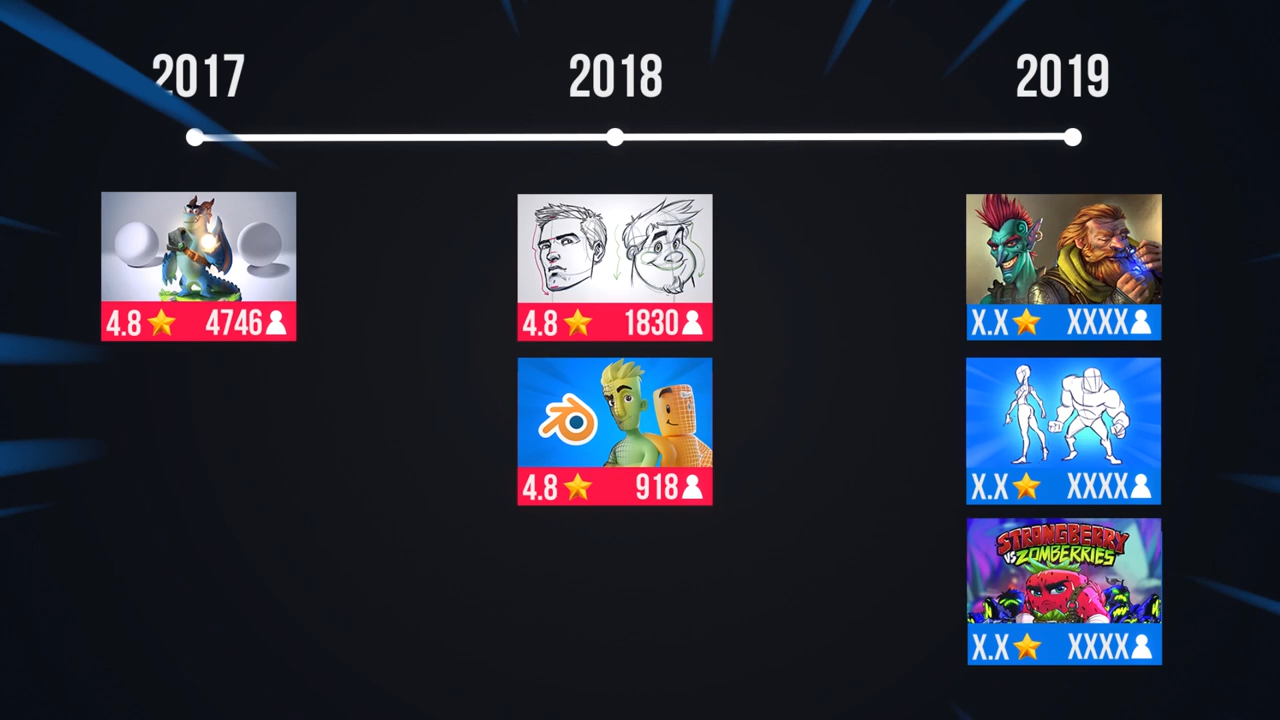 2017
2018
2019
4.8 4746
4.8 1830
4.8 918
X.X XXXX
X.X XXXX
STRONGBERRY
VS ZOMBERRIES
X.X XXXX